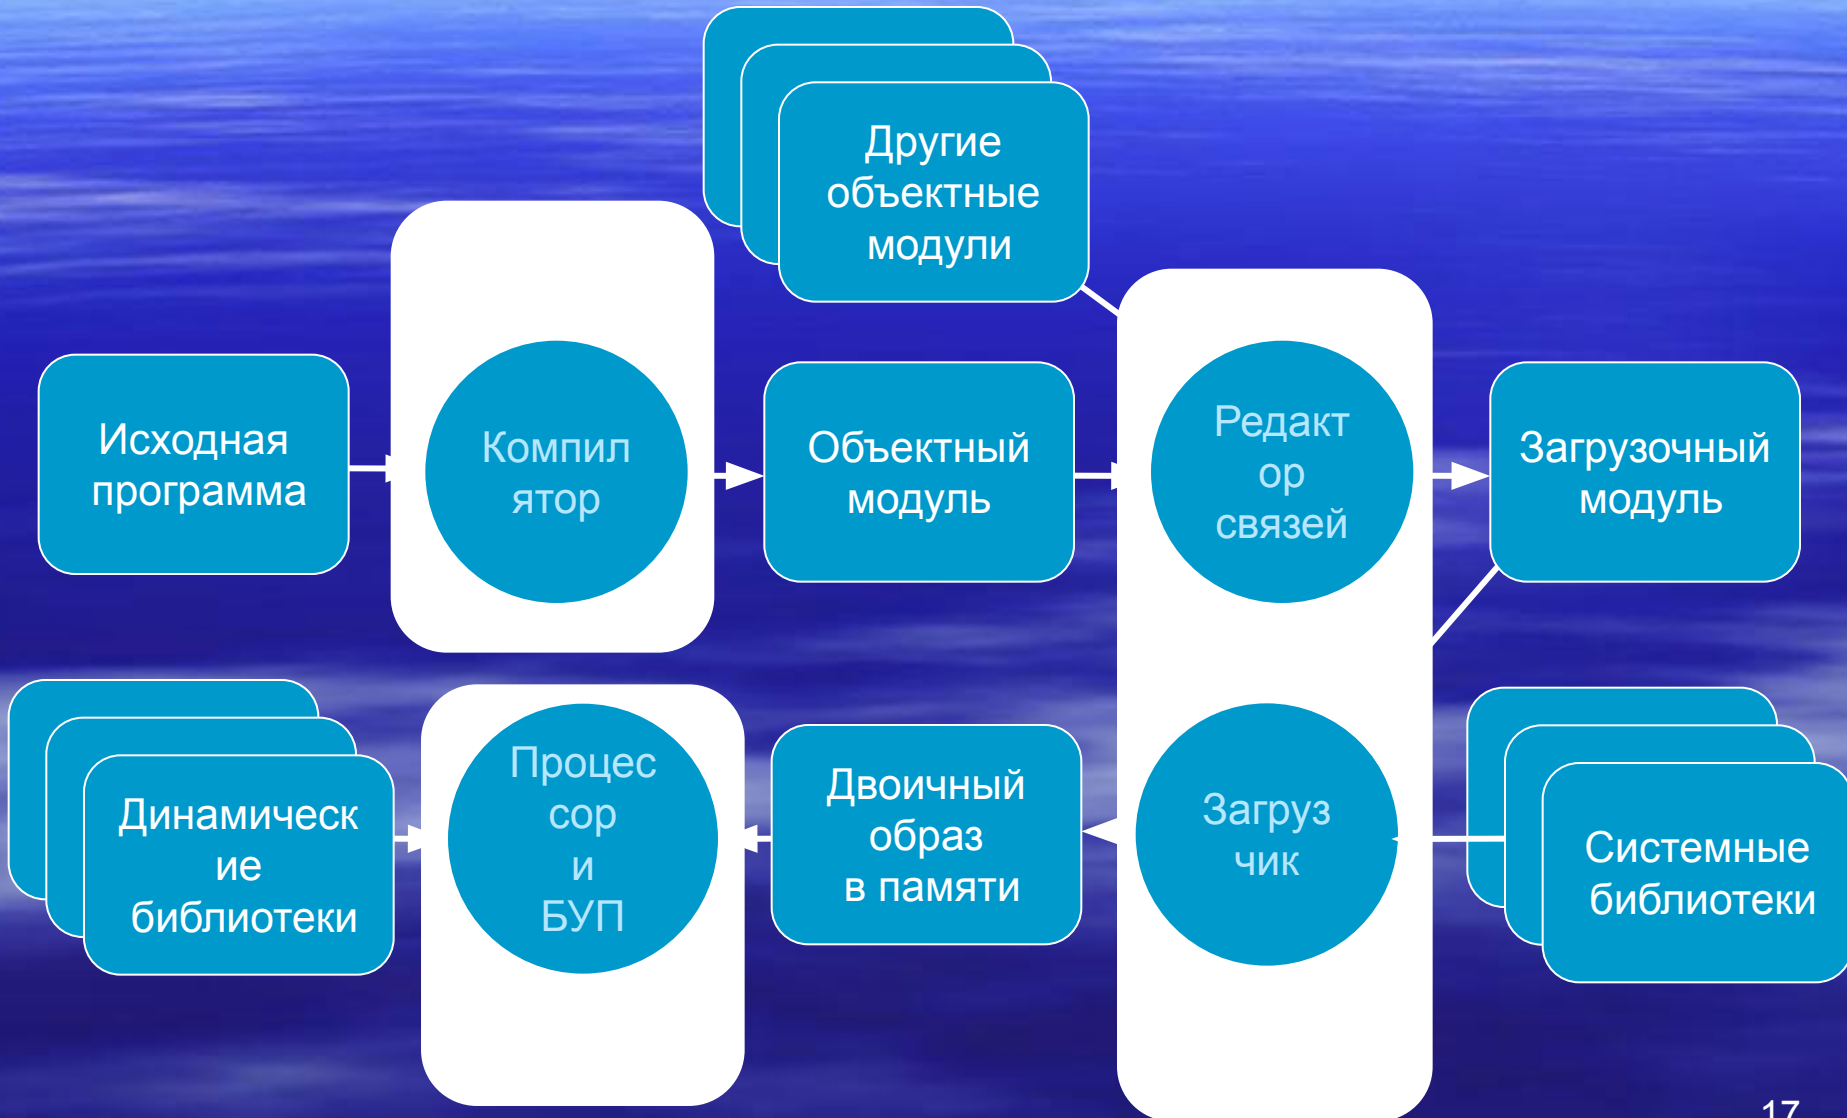 Другие
объектные
модули
Исходная
программа
Компил
ятор
Объектный
модуль
Редакт
ор
связей
Загрузочный
модуль
Динамическ
ие
библиотеки
Процес
сор
и
БУП
Двоичный
образ
в памяти
Загруз
чик
Системные
библиотеки
17